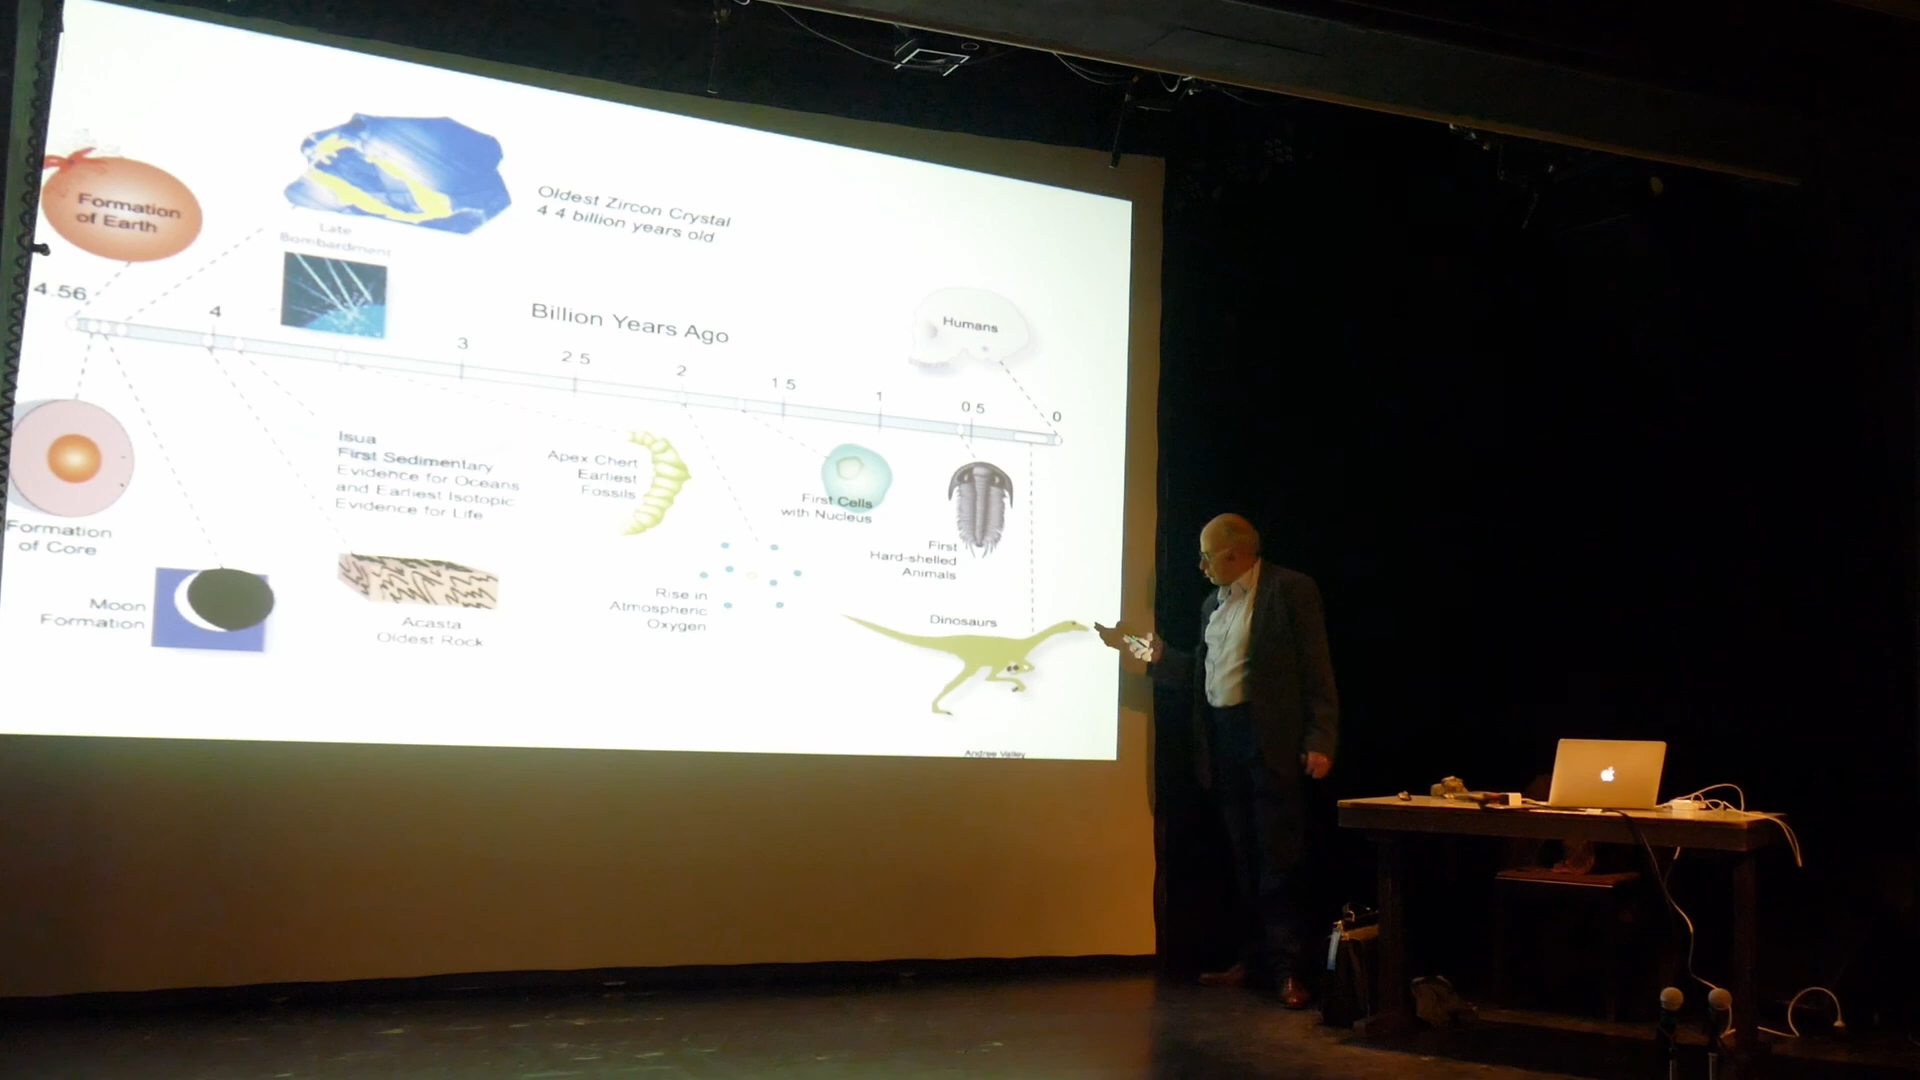 Formation
of Earth
Oldest Zircon Crystal
4 4 billion years old
Late
Bombardment
4.56
4
Billion Years Ago
3
2 5
2
1 5
1
0 5
0
Humans
Isua
First Sedimentary
Evidence for Oceans
and Earliest Isotopic
Evidence for Life
Apex Chert
Earliest
Fossils
First Cells
with Nucleus
First
Hard-shelled
Animals
Formation
of Core
Moon
Formation
Acasta
Oldest Rock
Rise in
Atmospheric
Oxygen
Dinosaurs
Andree Valley